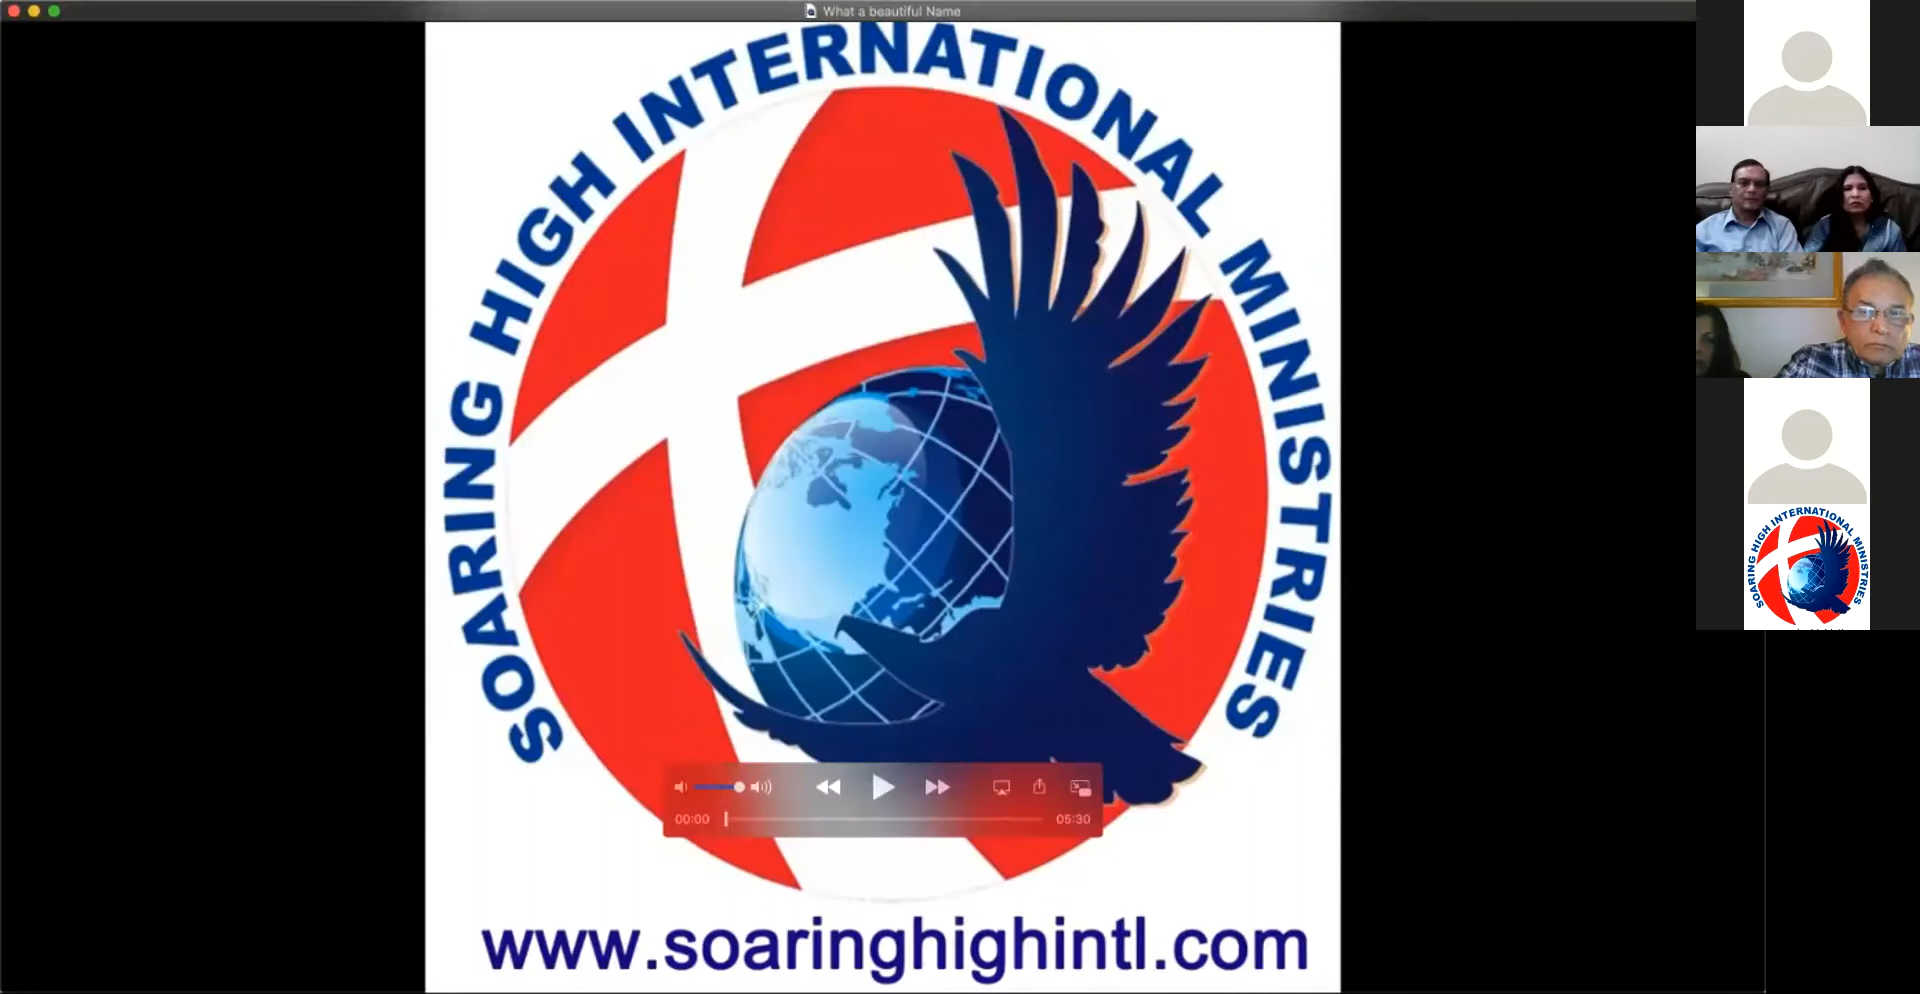 What a beautiful Name
SOARING HIGH INTERNATIONAL MINISTRIES
00:00
05:30
www.soaringhighintl.com
SOARING HIGH INTERNATIONAL MINISTRIES